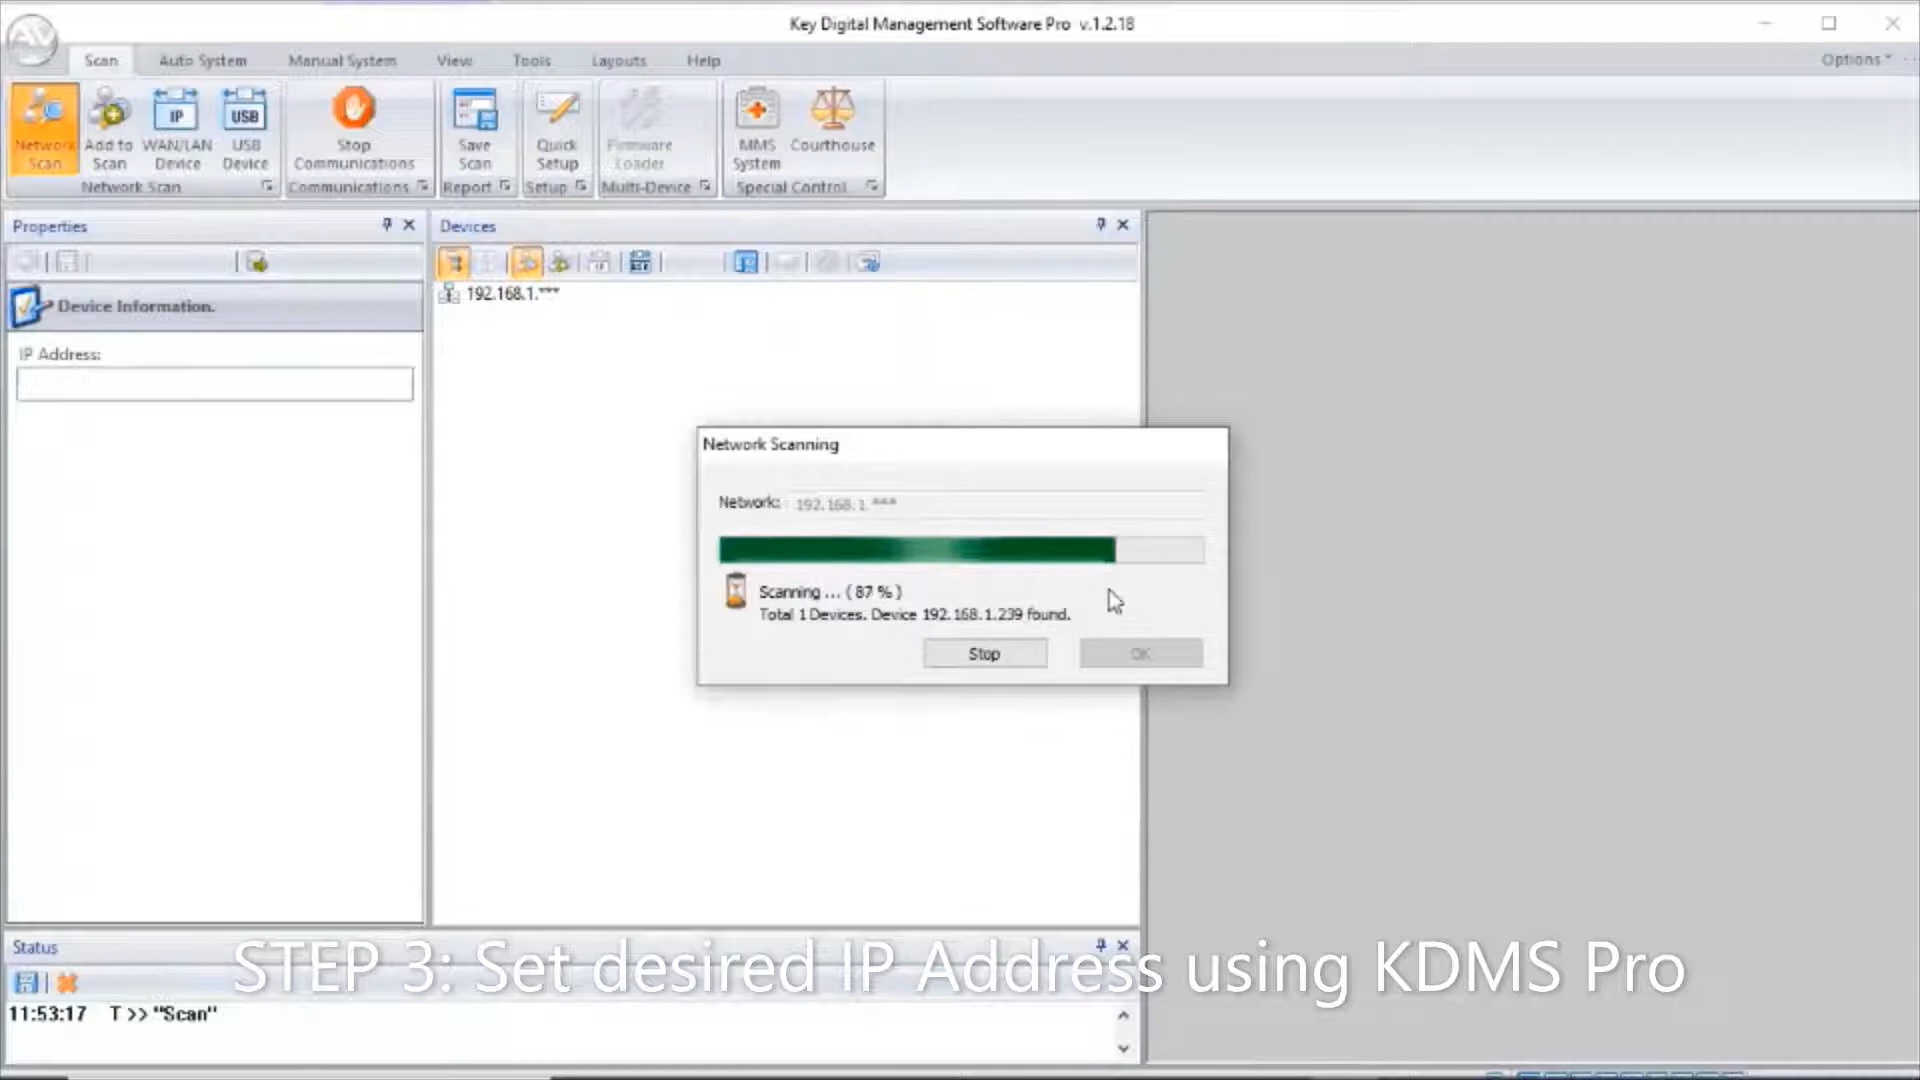 Key Digital Management Software Pro v.1.2.18
Scan
Auto System
Manual System
View
Tools
Layouts
Help
Options
Network Scan
Add to Scan
IP
WAN/LAN Device
USB
USB Device
Stop Communications
Save Scan
Quick Setup
Firmware Loader
MMS System
Courthouse
Network Scan
Communications
Report
Setup
Multi-Device
Special Control
Properties
Devices
Device Information.
192.168.1.***
IP Address:
Network Scanning
Network: 192.168.1.***
Scanning ... ( 87 % )
Total 1 Devices. Device 192.168.1.239 found.
Stop
OK
Status
STEP 3: Set desired IP Address using KDMS Pro
11:53:17 T >> "Scan"